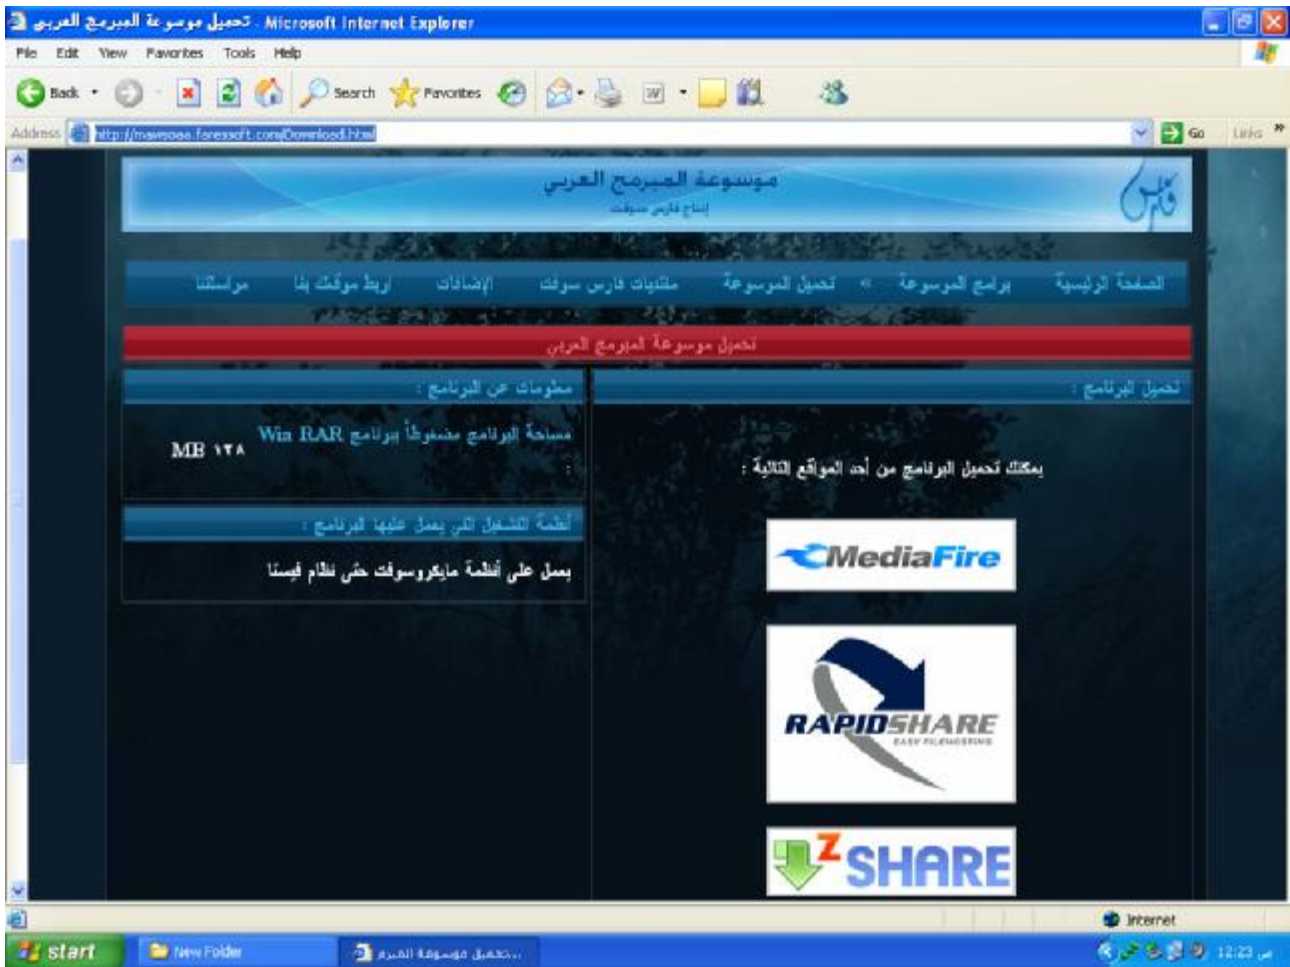 تحميل موسوعة المبرمج العربي - Microsoft Internet Explorer
File Edit View Favorites Tools Help
Back Search Favorites
Address http://mawsoaa.faressoft.com/Download.html Go Links
موسوعة المبرمج العربي
إنتاج فارس سوفت
فارس
الصفحة الرئيسية برامج الموسوعة » تحميل الموسوعة منتديات فارس سوفت الإضافات اربط موقعك بنا مراسلتنا
تحميل موسوعة المبرمج العربي
تحميل البرنامج :
يمكنك تحميل البرنامج من أحد المواقع التالية :
MediaFire
RAPIDSHARE
EASY FILEHOSTING
ZSHARE
معلومات عن البرنامج :
مساحة البرنامج مضغوطاً ببرنامج Win RAR
:
١٢٨ MB
أنظمة التشغيل التي يعمل عليها البرنامج :
يعمل على أنظمة مايكروسوفت حتى نظام فيستا
Internet
start New Folder تحميل موسوعة المبرم... 12:23 ص